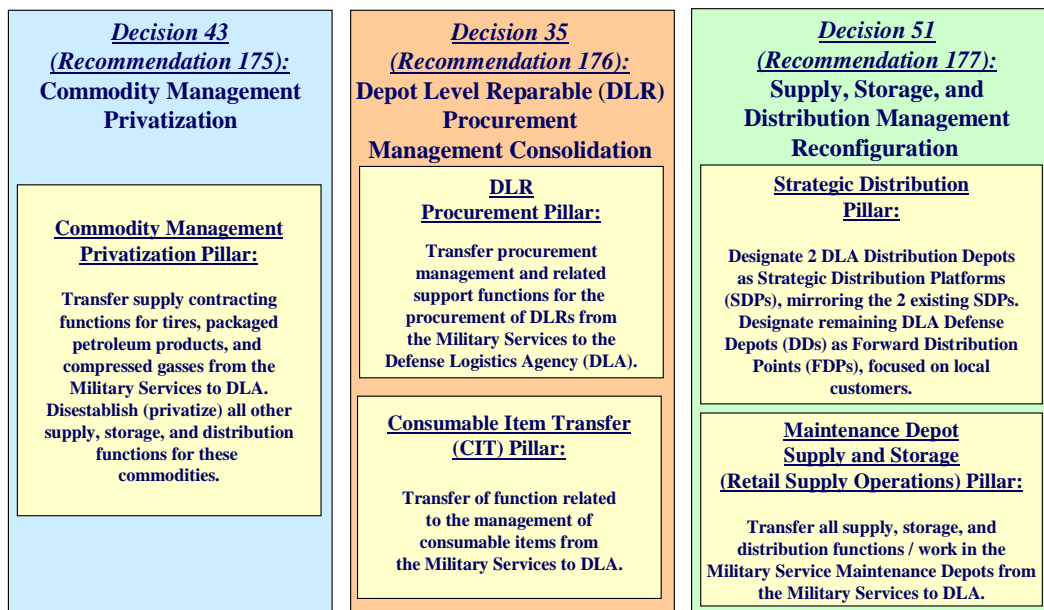 Decision 43
(Recommendation 175):
Commodity Management
Privatization
Commodity Management
Privatization Pillar:
Transfer supply contracting
functions for tires, packaged
petroleum products, and
compressed gasses from the
Military Services to DLA.
Disestablish (privatize) all other
supply, storage, and distribution
functions for these
commodities.
Decision 35
(Recommendation 176):
Depot Level Reparable (DLR)
Procurement
Management Consolidation
DLR
Procurement Pillar:
Transfer procurement
management and related
support functions for the
procurement of DLRs from
the Military Services to the
Defense Logistics Agency (DLA).
Consumable Item Transfer
(CIT) Pillar:
Transfer of function related
to the management of
consumable items from
the Military Services to DLA.
Decision 51
(Recommendation 177):
Supply, Storage, and
Distribution Management
Reconfiguration
Strategic Distribution
Pillar:
Designate 2 DLA Distribution Depots
as Strategic Distribution Platforms
(SDPs), mirroring the 2 existing SDPs.
Designate remaining DLA Defense
Depots (DDs) as Forward Distribution
Points (FDPs), focused on local
customers.
Maintenance Depot
Supply and Storage
(Retail Supply Operations) Pillar:
Transfer all supply, storage, and
distribution functions / work in the
Military Service Maintenance Depots from
the Military Services to DLA.